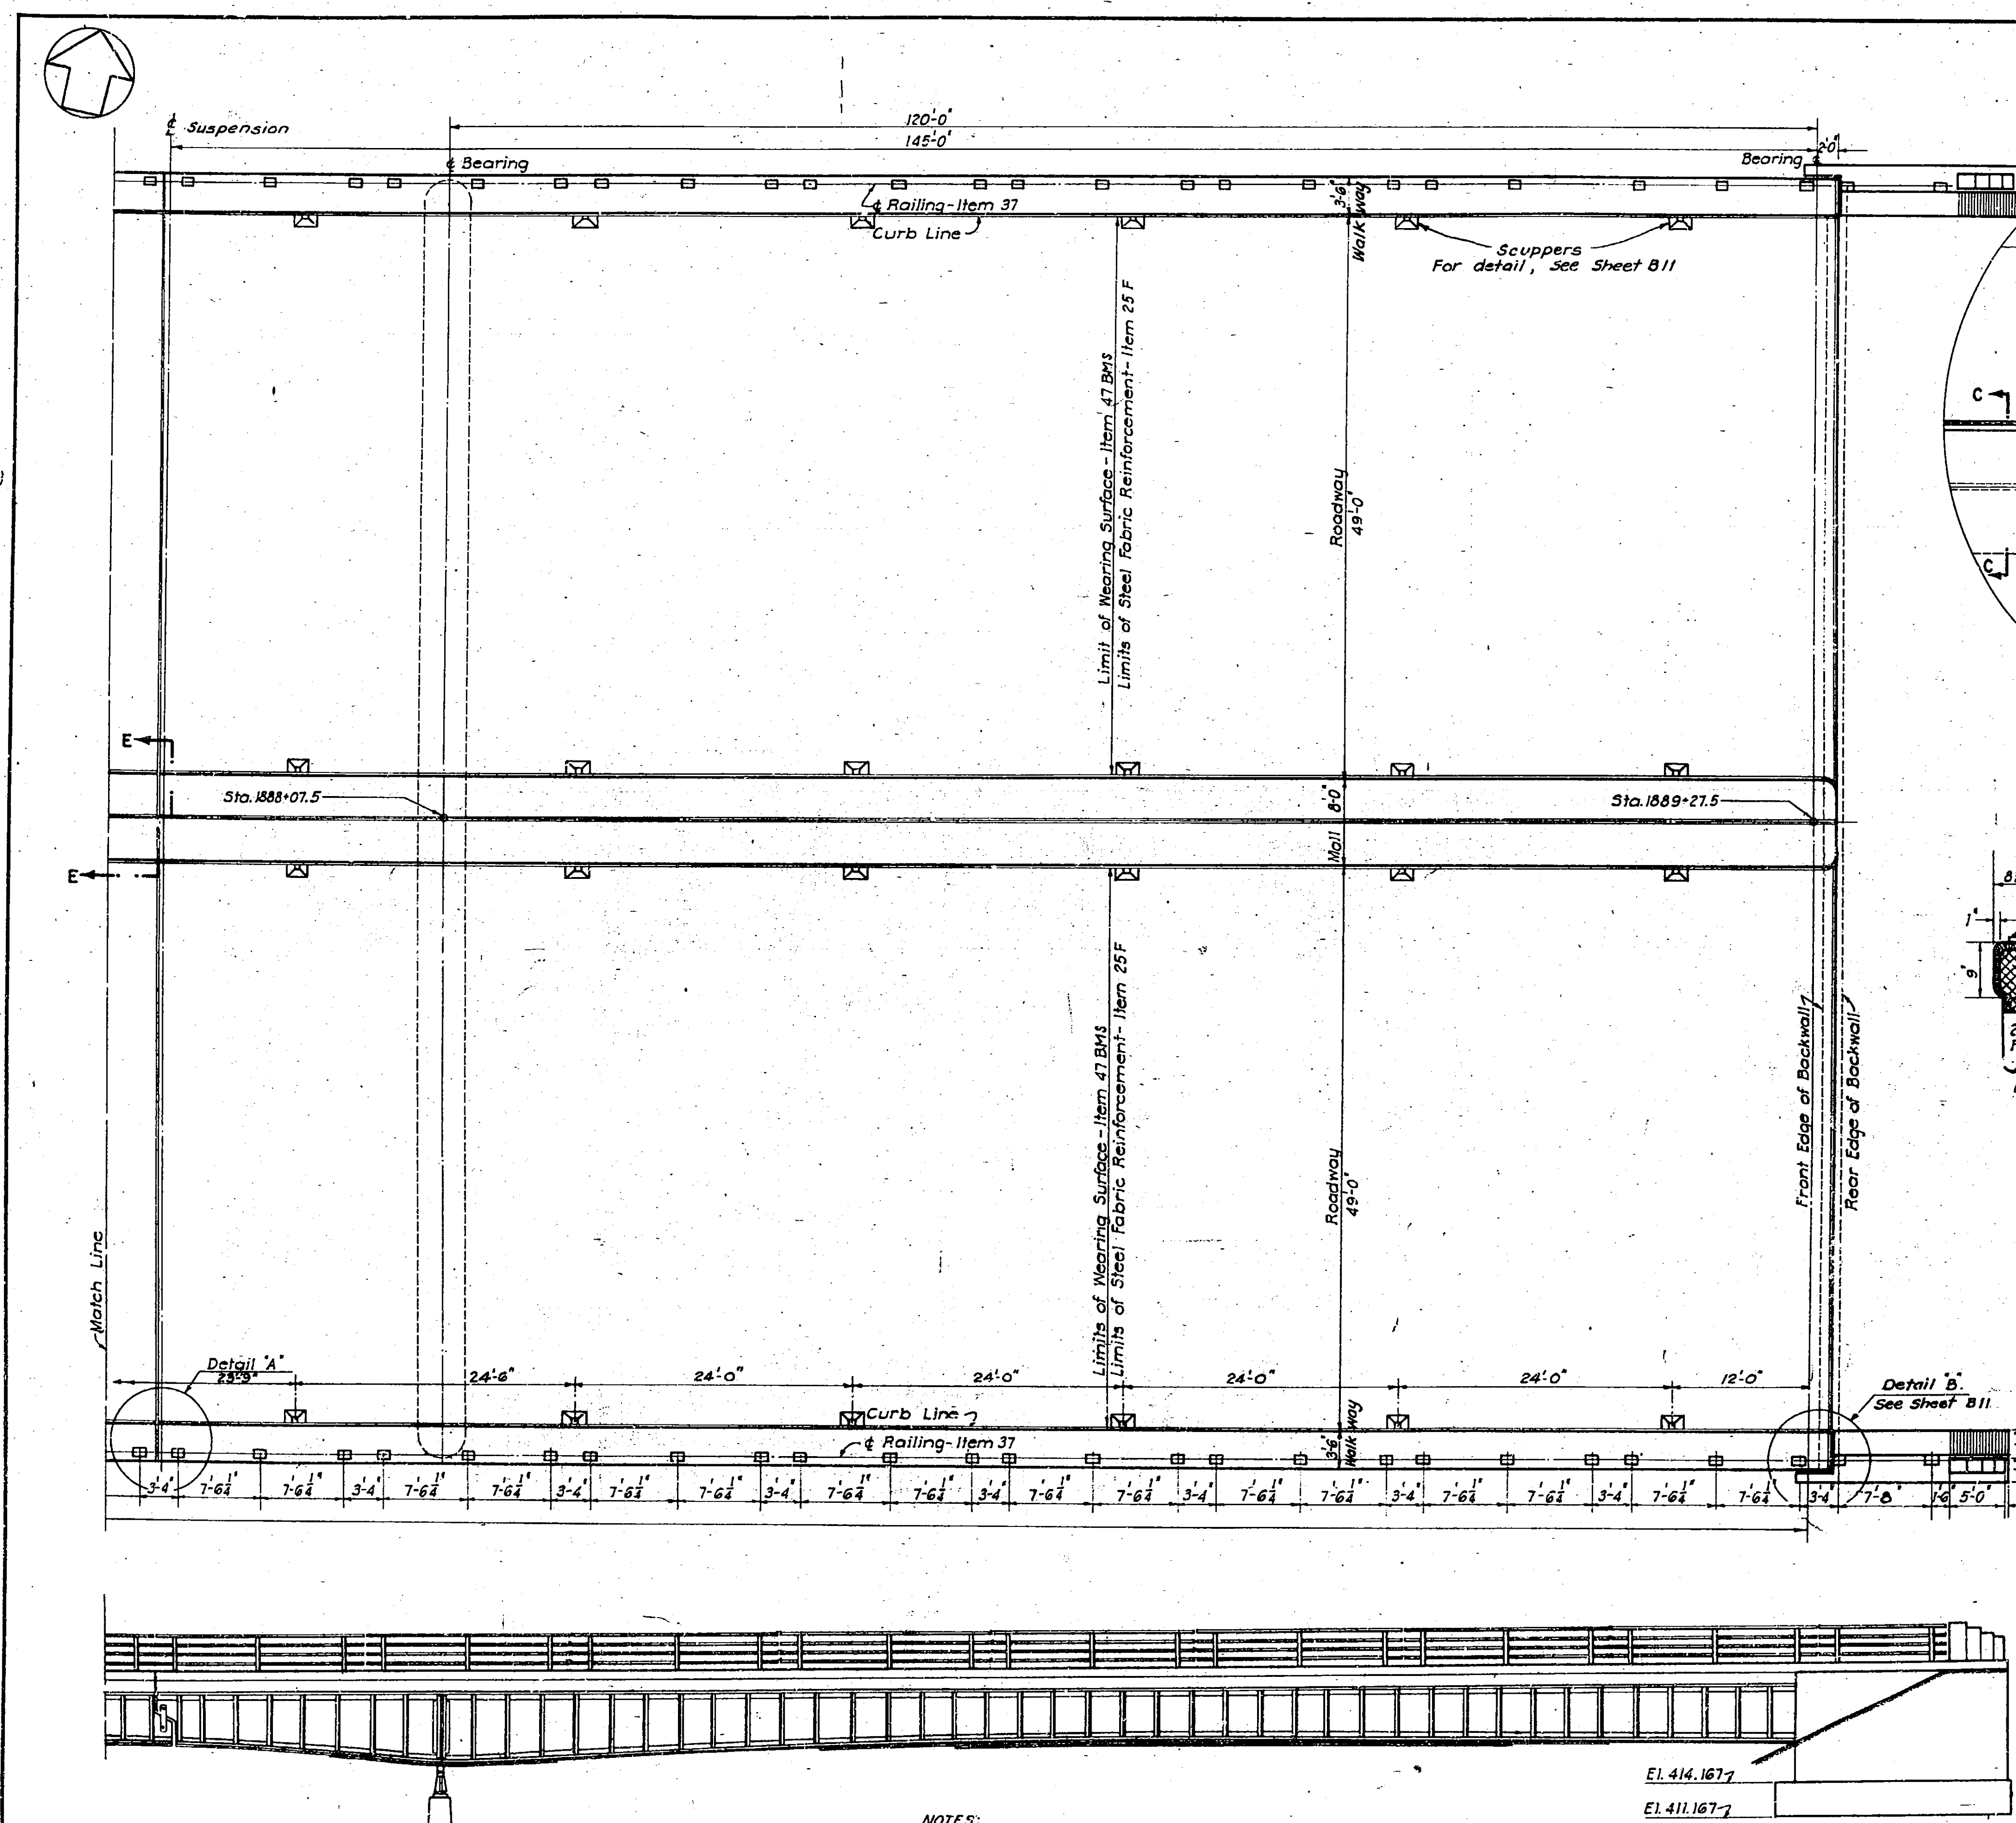 120'-0"
145'-0"
2'-0"
℄ Suspension
℄ Bearing
Bearing ℄
℄ Railing-Item 37
Curb Line
3'-6"
Walkway
Scuppers
For detail, See Sheet B11
Limit of Wearing Surface-Item 47 BMS
Limits of Steel Fabric Reinforcement-Item 25 F
Roadway
49'-0"
C
C
E
E
Sta. 1888+07.5
Mall 8'-0"
Sta. 1889+27.5
1"
9"
Limits of Wearing Surface-Item 47 BMS
Limits of Steel Fabric Reinforcement-Item 25 F
Roadway
49'-0"
Front Edge of Backwall
Rear Edge of Backwall
Match Line
Detail "A"
23'-9"
24'-6"
24'-0"
24'-0"
24'-0"
24'-0"
12'-0"
Detail "B"
See Sheet B11
Curb Line
℄ Railing-Item 37
3'-6"
Walkway
3'-4" 7'-6¼" 7'-6¼" 3'-4" 7'-6¼" 7'-6¼" 3'-4" 7'-6¼" 7'-6¼" 3'-4" 7'-6¼" 7'-6¼" 3'-4" 7'-6¼" 7'-6¼" 3'-4" 7'-6¼" 7'-6¼" 3'-4" 7'-6¼" 7'-6¼" 3'-4" 7'-6¼" 7'-6¼" 3'-4" 7'-8" 1'-6" 5'-0"
El. 414.167
El. 411.167
NOTES: